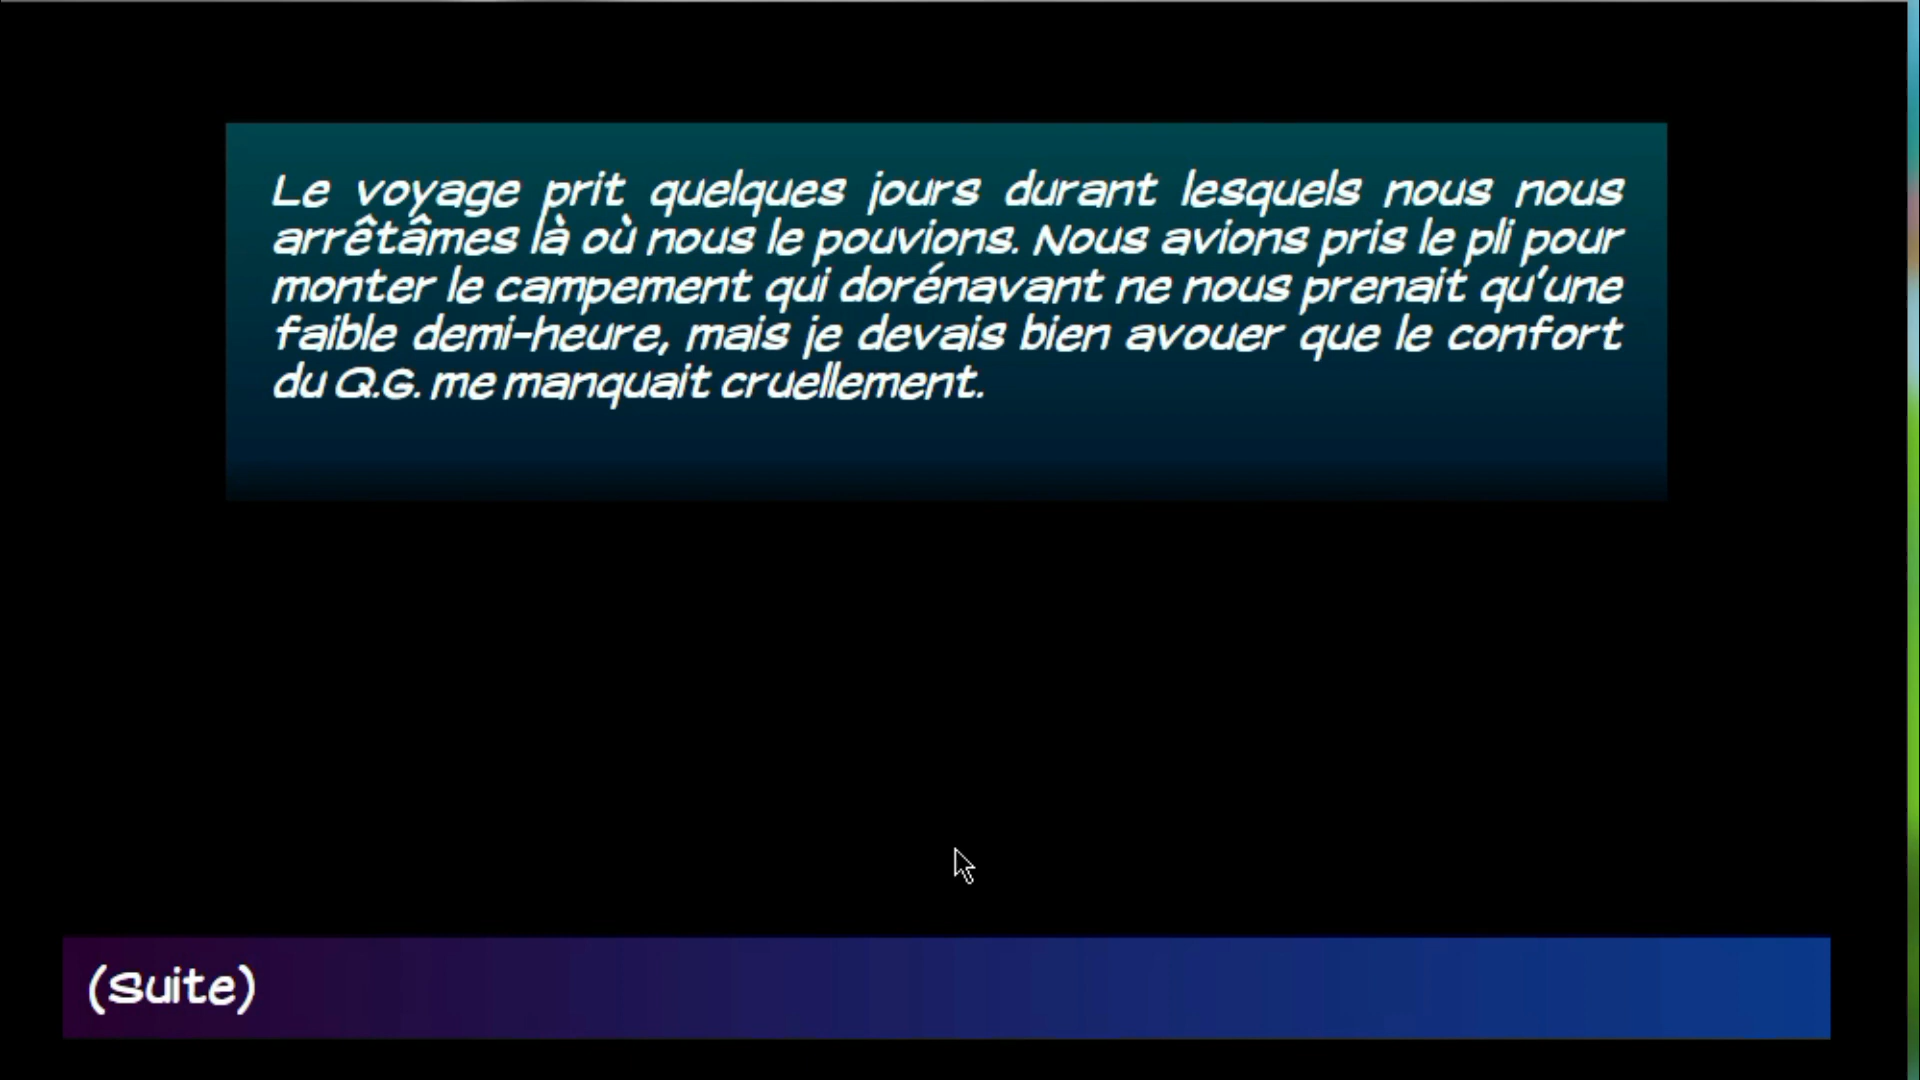 Le voyage prit quelques jours durant lesquels nous nous
arrêtâmes là où nous le pouvions. Nous avions pris le pli pour
monter le campement qui dorénavant ne nous prenait qu'une
faible demi-heure, mais je devais bien avouer que le confort
du Q.G. me manquait cruellement.
(Suite)